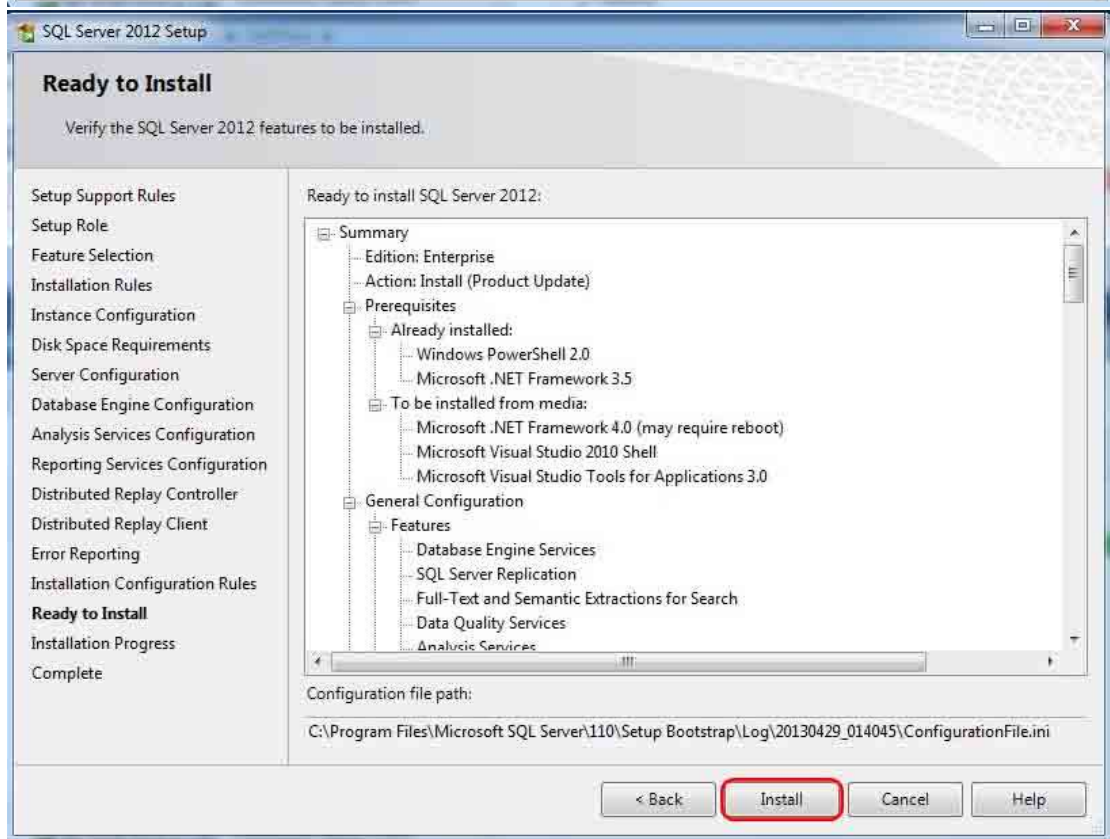 SQL Server 2012 Setup
Ready to Install
Verify the SQL Server 2012 features to be installed.
Setup Support Rules
Setup Role
Feature Selection
Installation Rules
Instance Configuration
Disk Space Requirements
Server Configuration
Database Engine Configuration
Analysis Services Configuration
Reporting Services Configuration
Distributed Replay Controller
Distributed Replay Client
Error Reporting
Installation Configuration Rules
Ready to Install
Installation Progress
Complete
Ready to install SQL Server 2012:
Summary
Edition: Enterprise
Action: Install (Product Update)
Prerequisites
Already installed:
Windows PowerShell 2.0
Microsoft .NET Framework 3.5
To be installed from media:
Microsoft .NET Framework 4.0 (may require reboot)
Microsoft Visual Studio 2010 Shell
Microsoft Visual Studio Tools for Applications 3.0
General Configuration
Features
Database Engine Services
SQL Server Replication
Full-Text and Semantic Extractions for Search
Data Quality Services
Analysis Services
Configuration file path:
C:\Program Files\Microsoft SQL Server\110\Setup Bootstrap\Log\20130429_014045\ConfigurationFile.ini
< Back
Install
Cancel
Help